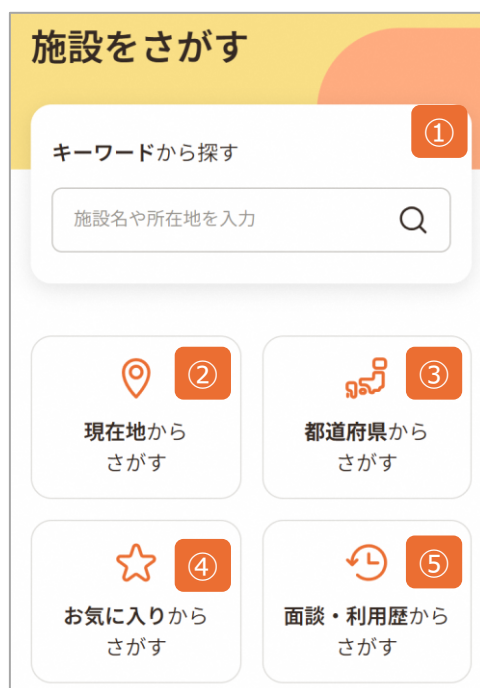 施設をさがす
①
キーワードから探す
施設名や所在地を入力
②
現在地から
さがす
③
都道府県から
さがす
④
お気に入りから
さがす
⑤
面談・利用歴から
さがす